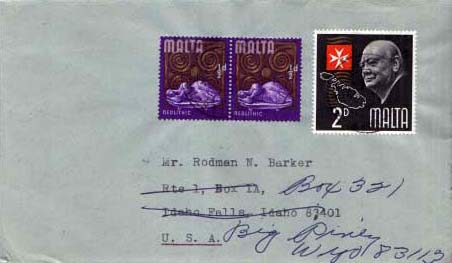 MALTA MALTA
½d ½d
NEOLITHIC NEOLITHIC
2D MALTA
Mr. Rodman N. Barker
Rte 1, Box 1A, Box 321
Idaho Falls, Idaho 83401
U. S. A. Big Piney
Wyo 83113